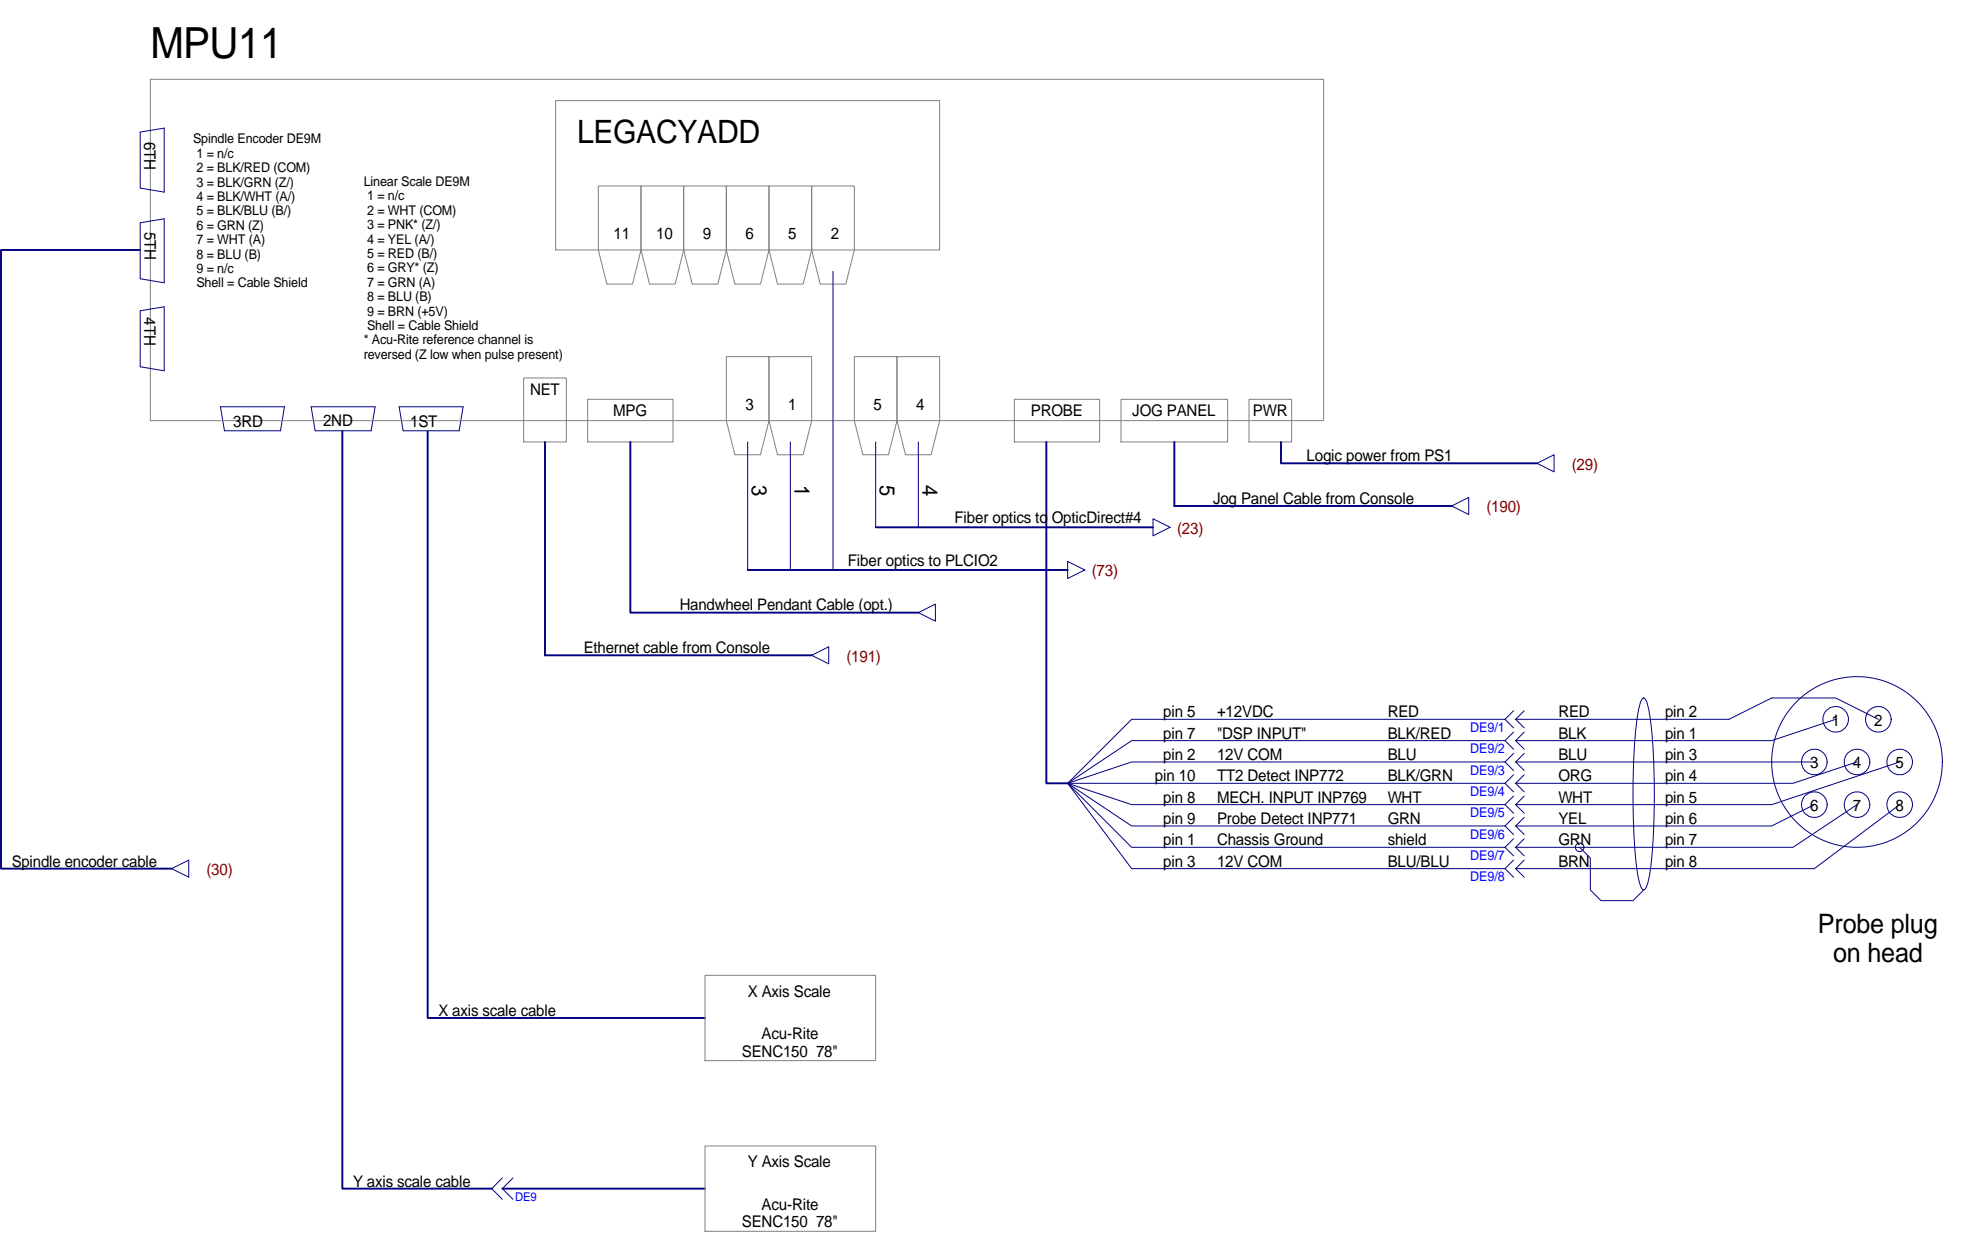 MPU11
LEGACYADD
6TH
5TH
4TH
Spindle Encoder DE9M
1 = n/c
2 = BLK/RED (COM)
3 = BLK/GRN (Z/)
4 = BLK/WHT (A/)
5 = BLK/BLU (B/)
6 = GRN (Z)
7 = WHT (A)
8 = BLU (B)
9 = n/c
Shell = Cable Shield
Linear Scale DE9M
1 = n/c
2 = WHT (COM)
3 = PNK* (Z/)
4 = YEL (A/)
5 = RED (B/)
6 = GRY* (Z)
7 = GRN (A)
8 = BLU (B)
9 = BRN (+5V)
Shell = Cable Shield
* Acu-Rite reference channel is
reversed (Z low when pulse present)
11 10 9 6 5 2
3RD 2ND 1ST NET MPG 3 1 5 4 PROBE JOG PANEL PWR
3 1 5 4
Logic power from PS1 (29)
Jog Panel Cable from Console (190)
Fiber optics to OpticDirect#4 (23)
Fiber optics to PLCIO2 (73)
Handwheel Pendant Cable (opt.)
Ethernet cable from Console (191)
pin 5 +12VDC RED DE9/1 RED pin 2
pin 7 "DSP INPUT" BLK/RED DE9/2 BLK pin 1
pin 2 12V COM BLU DE9/3 BLU pin 3
pin 10 TT2 Detect INP772 BLK/GRN DE9/4 ORG pin 4
pin 8 MECH. INPUT INP769 WHT DE9/5 WHT pin 5
pin 9 Probe Detect INP771 GRN DE9/6 YEL pin 6
pin 1 Chassis Ground shield DE9/7 GRN pin 7
pin 3 12V COM BLU/BLU DE9/8 BRN pin 8
1 2
3 4 5
6 7 8
Probe plug
on head
Spindle encoder cable (30)
X axis scale cable
X Axis Scale
Acu-Rite
SENC150 78"
Y axis scale cable
DE9
Y Axis Scale
Acu-Rite
SENC150 78"